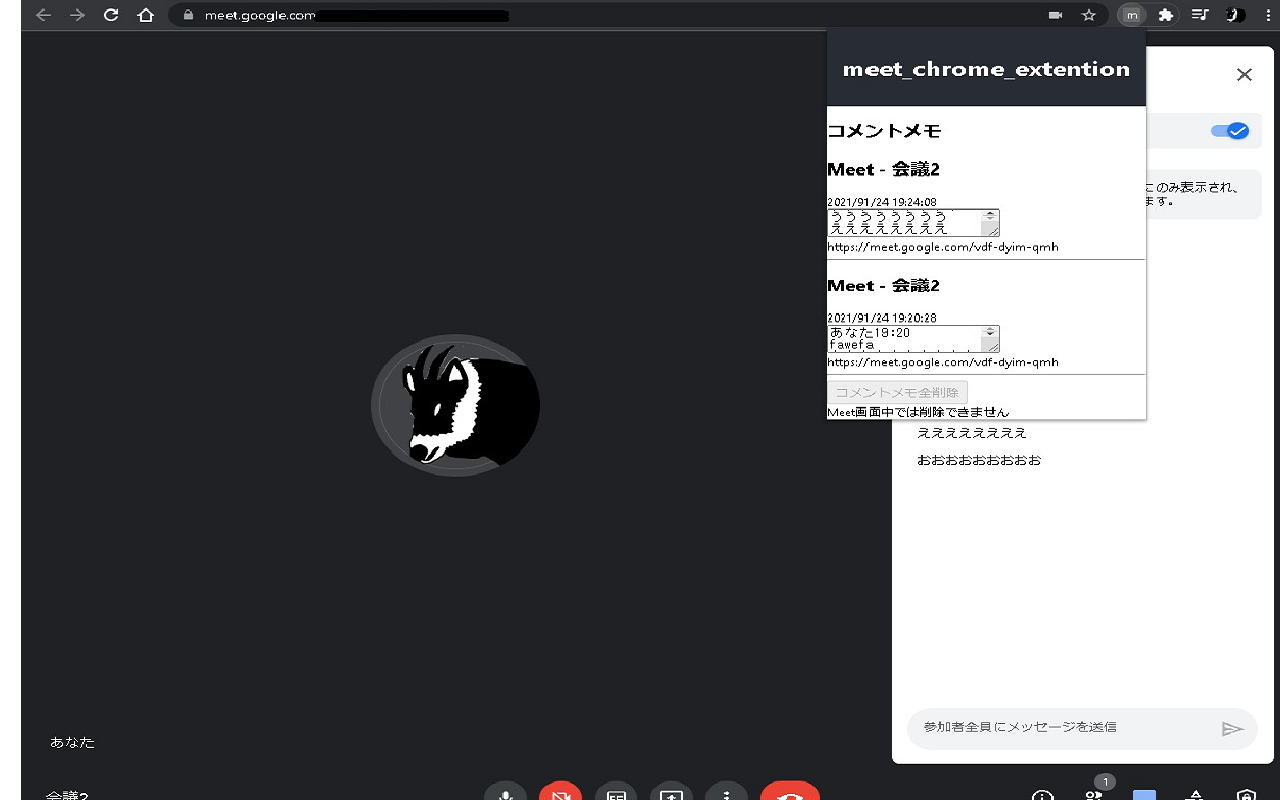 meet.google.com
m
meet_chrome_extention
コメントメモ
Meet - 会議2
2021/91/24 19:24:08
うううううううう
ええええええええ
https://meet.google.com/vdf-dyim-qmh
Meet - 会議2
2021/91/24 19:20:28
あなた19:20
fawefa
https://meet.google.com/vdf-dyim-qmh
コメントメモ全削除
Meet画面中では削除できません
このみ表示され、
ます。
ええええええええ
おおおおおおおおお
参加者全員にメッセージを送信
あなた
会議2
1